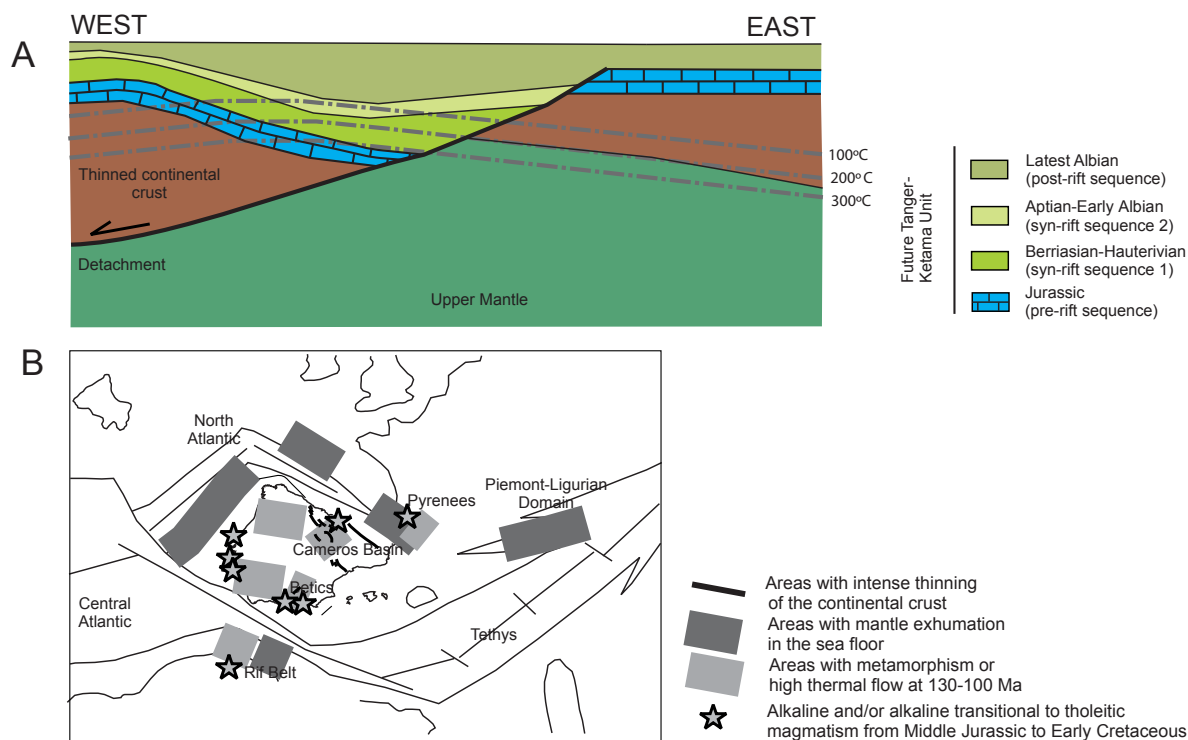 WEST
EAST
A
100ºC
200ºC
300ºC
Thinned continental
crust
Detachment
Upper Mantle
Future Tanger-
Ketama Unit
Latest Albian
(post-rift sequence)
Aptian-Early Albian
(syn-rift sequence 2)
Berriasian-Hauterivian
(syn-rift sequence 1)
Jurassic
(pre-rift sequence)
B
North
Atlantic
Pyrenees
Piemont-Ligurian
Domain
Cameros Basin
Betics
Central
Atlantic
Tethys
Rif Belt
Areas with intense thinning
of the continental crust
Areas with mantle exhumation
in the sea floor
Areas with metamorphism or
high thermal flow at 130-100 Ma
Alkaline and/or alkaline transitional to tholeitic
magmatism from Middle Jurassic to Early Cretaceous